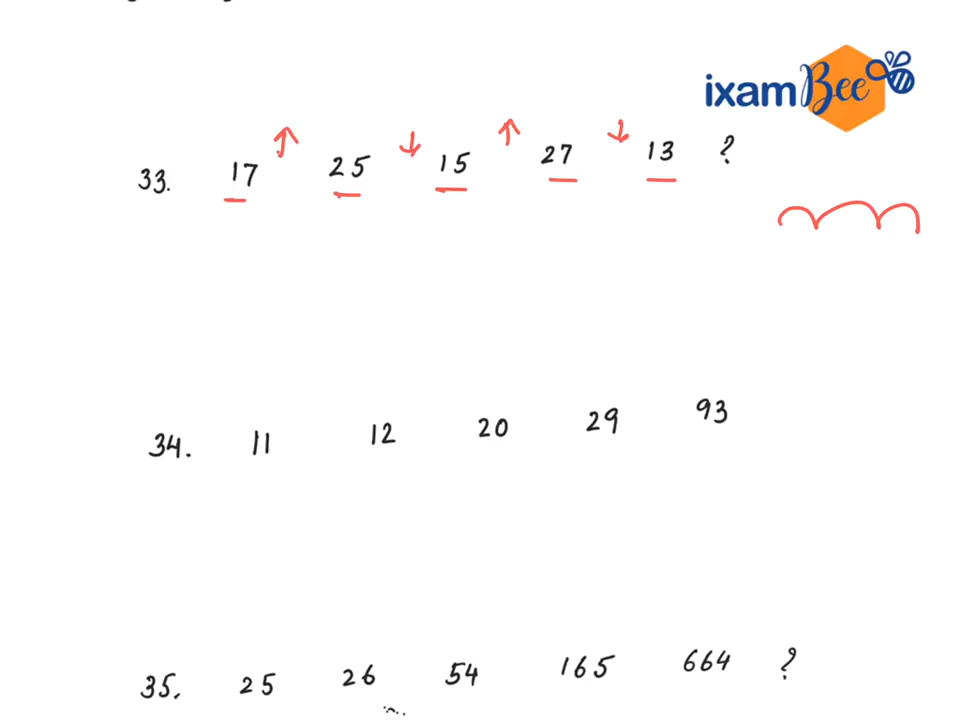 ixamBee
33. 17 25 15 27 13 ?
34. 11 12 20 29 93
35. 25 26 54 165 664 ?